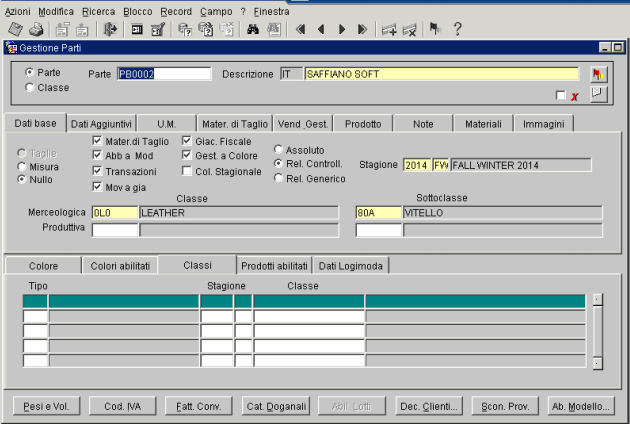 Azioni Modifica Ricerca Blocco Record Campo ? Finestra
Gestione Parti
Parte Parte PB0002 Descrizione IT SAFFIANO SOFT
Classe
x
Dati base Dati Aggiuntivi U.M. Mater. di Taglio Vend .Gest. Prodotto Note Materiali Immagini
Taglie
Misura
Nullo
Mater.di Taglio
Abb a Mod
Transazioni
Mov a gia
Giac. Fiscale
Gest. a Colore
Col. Stagionale
Assoluto
Rel. Controll.
Rel. Generico
Stagione 2014 FW FALL WINTER 2014
Classe Sottoclasse
Merceologica 0L0 LEATHER 80A VITELLO
Produttiva
Colore Colori abilitati Classi Prodotti abilitati Dati Logimoda
Tipo Stagione Classe
Pesi e Vol. Cod. IVA Fatt. Conv. Cat. Doganali Abil. Lotti Dec. Clienti... Scon. Prov. Ab. Modello...